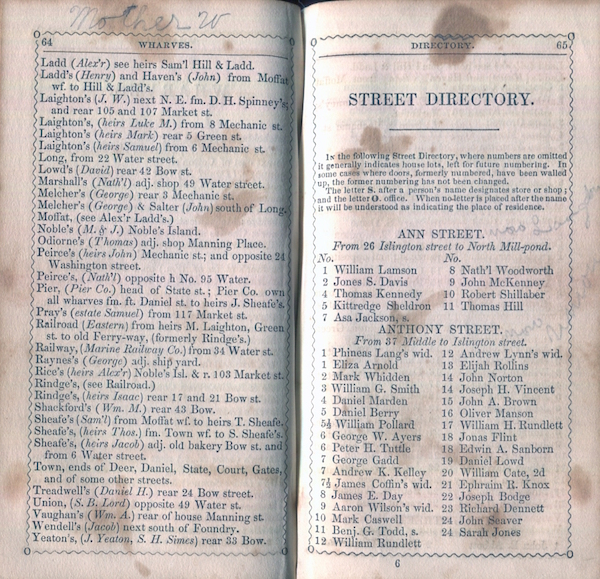 Mother
64
WHARVES.
Ladd (Alex'r) see heirs Sam'l Hill & Ladd.
Ladd's (Henry) and Haven's (John) from Moffat
wf. to Hill & Ladd's.
Laighton's (J. W.) next N. E. fm. D. H. Spinney's;
and rear 105 and 107 Market st.
Laighton's, (heirs Luke M.) from 8 Mechanic st.
Laighton's (heirs Mark) rear 5 Green st.
Laighton's (heirs Samuel) from 6 Mechanic st.
Long, from 22 Water street.
Lowd's (David) rear 42 Bow st.
Marshall's (Nath'l) adj. shop 49 Water street.
Melcher's (George) rear 3 Mechanic st.
Melcher's (George) & Salter (John) south of Long.
Moffat, (see Alex'r Ladd's.)
Noble's (M. & J.) Noble's Island.
Odiorne's (Thomas) adj. shop Manning Place.
Peirce's (heirs John) Mechanic st.; and opposite 24
Washington street.
Peirce's, (Nath'l) opposite h No. 95 Water.
Pier, (Pier Co.) head of State st.; Pier Co. own
all wharves fm. ft. Daniel st. to heirs J. Sheafe's.
Pray's (estate Samuel) from 117 Market st.
Railroad (Eastern) from heirs M. Laighton, Green
st. to old Ferry-way, (formerly Rindge's.)
Railway, (Marine Railway Co.) from 34 Water st.
Raynes's (George) adj. ship yard.
Rice's (heirs Alex'r) Noble's Isl. & r. 103 Market st.
Rindge's, (see Railroad.)
Rindge's, (heirs Isaac) rear 17 and 21 Bow st.
Shackford's (Wm. M.) rear 43 Bow.
Sheafe's (Sam'l) from Moffat wf. to heirs T. Sheafe.
Sheafe's, (heirs Thos.) fm. Town wf. to S. Sheafe's.
Sheafe's, (heirs Jacob) adj. old bakery Bow st. and
from 6 Water street.
Town, ends of Deer, Daniel, State, Court, Gates,
and of some other streets.
Treadwell's (Daniel H.) rear 24 Bow street.
Union, (S. B. Lord) opposite 49 Water st.
Vaughan's (Wm. A.) rear of house Manning st.
Wendell's (Jacob) next south of Foundry.
Yeaton's, (J. Yeaton, S. H. Simes) rear 33 Bow.
DIRECTORY.
65
STREET DIRECTORY.
In the following Street Directory, where numbers are omitted
it generally indicates house lots, left for future numbering. In
some cases where doors, formerly numbered, have been walled
up, the former numbering has not been changed.
The letter S. after a person's name designates store or shop;
and the letter O. office. When no letter is placed after the name
it will be understood as indicating the place of residence.
ANN STREET.
From 26 Islington street to North Mill-pond.
No.
1 William Lamson
2 Jones S. Davis
4 Thomas Kennedy
5 Kittredge Sheldron
7 Asa Jackson, s.
No.
8 Nath'l Woodworth
9 John McKenney
10 Robert Shillaber
11 Thomas Hill
ANTHONY STREET.
From 37 Middle to Islington street.
1 Phineas Lang's wid.
1 Eliza Arnold
2 Mark Whidden
3 William G. Smith
4 Daniel Marden
5 Daniel Berry
5½ William Pollard
6 George W. Ayers
6 Peter H. Tuttle
7 George Gadd
7 Andrew K. Kelley
7½ James Coffin's wid.
8 James E. Day
9 Aaron Wilson's wid.
10 Mark Caswell
11 Benj. G. Todd, s.
12 William Rundlett
12 Andrew Lynn's wid.
13 Elijah Rollins
14 John Norton
14 Joseph H. Vincent
15 John A. Brown
16 Oliver Manson
17 William H. Rundlett
18 Jonas Flint
18 Edwin A. Sanborn
19 Daniel Lowd
20 William Cate, 2d
21 Ephraim R. Knox
22 Joseph Bodge
23 Richard Dennett
24 John Seaver
24 Sarah Jones
6